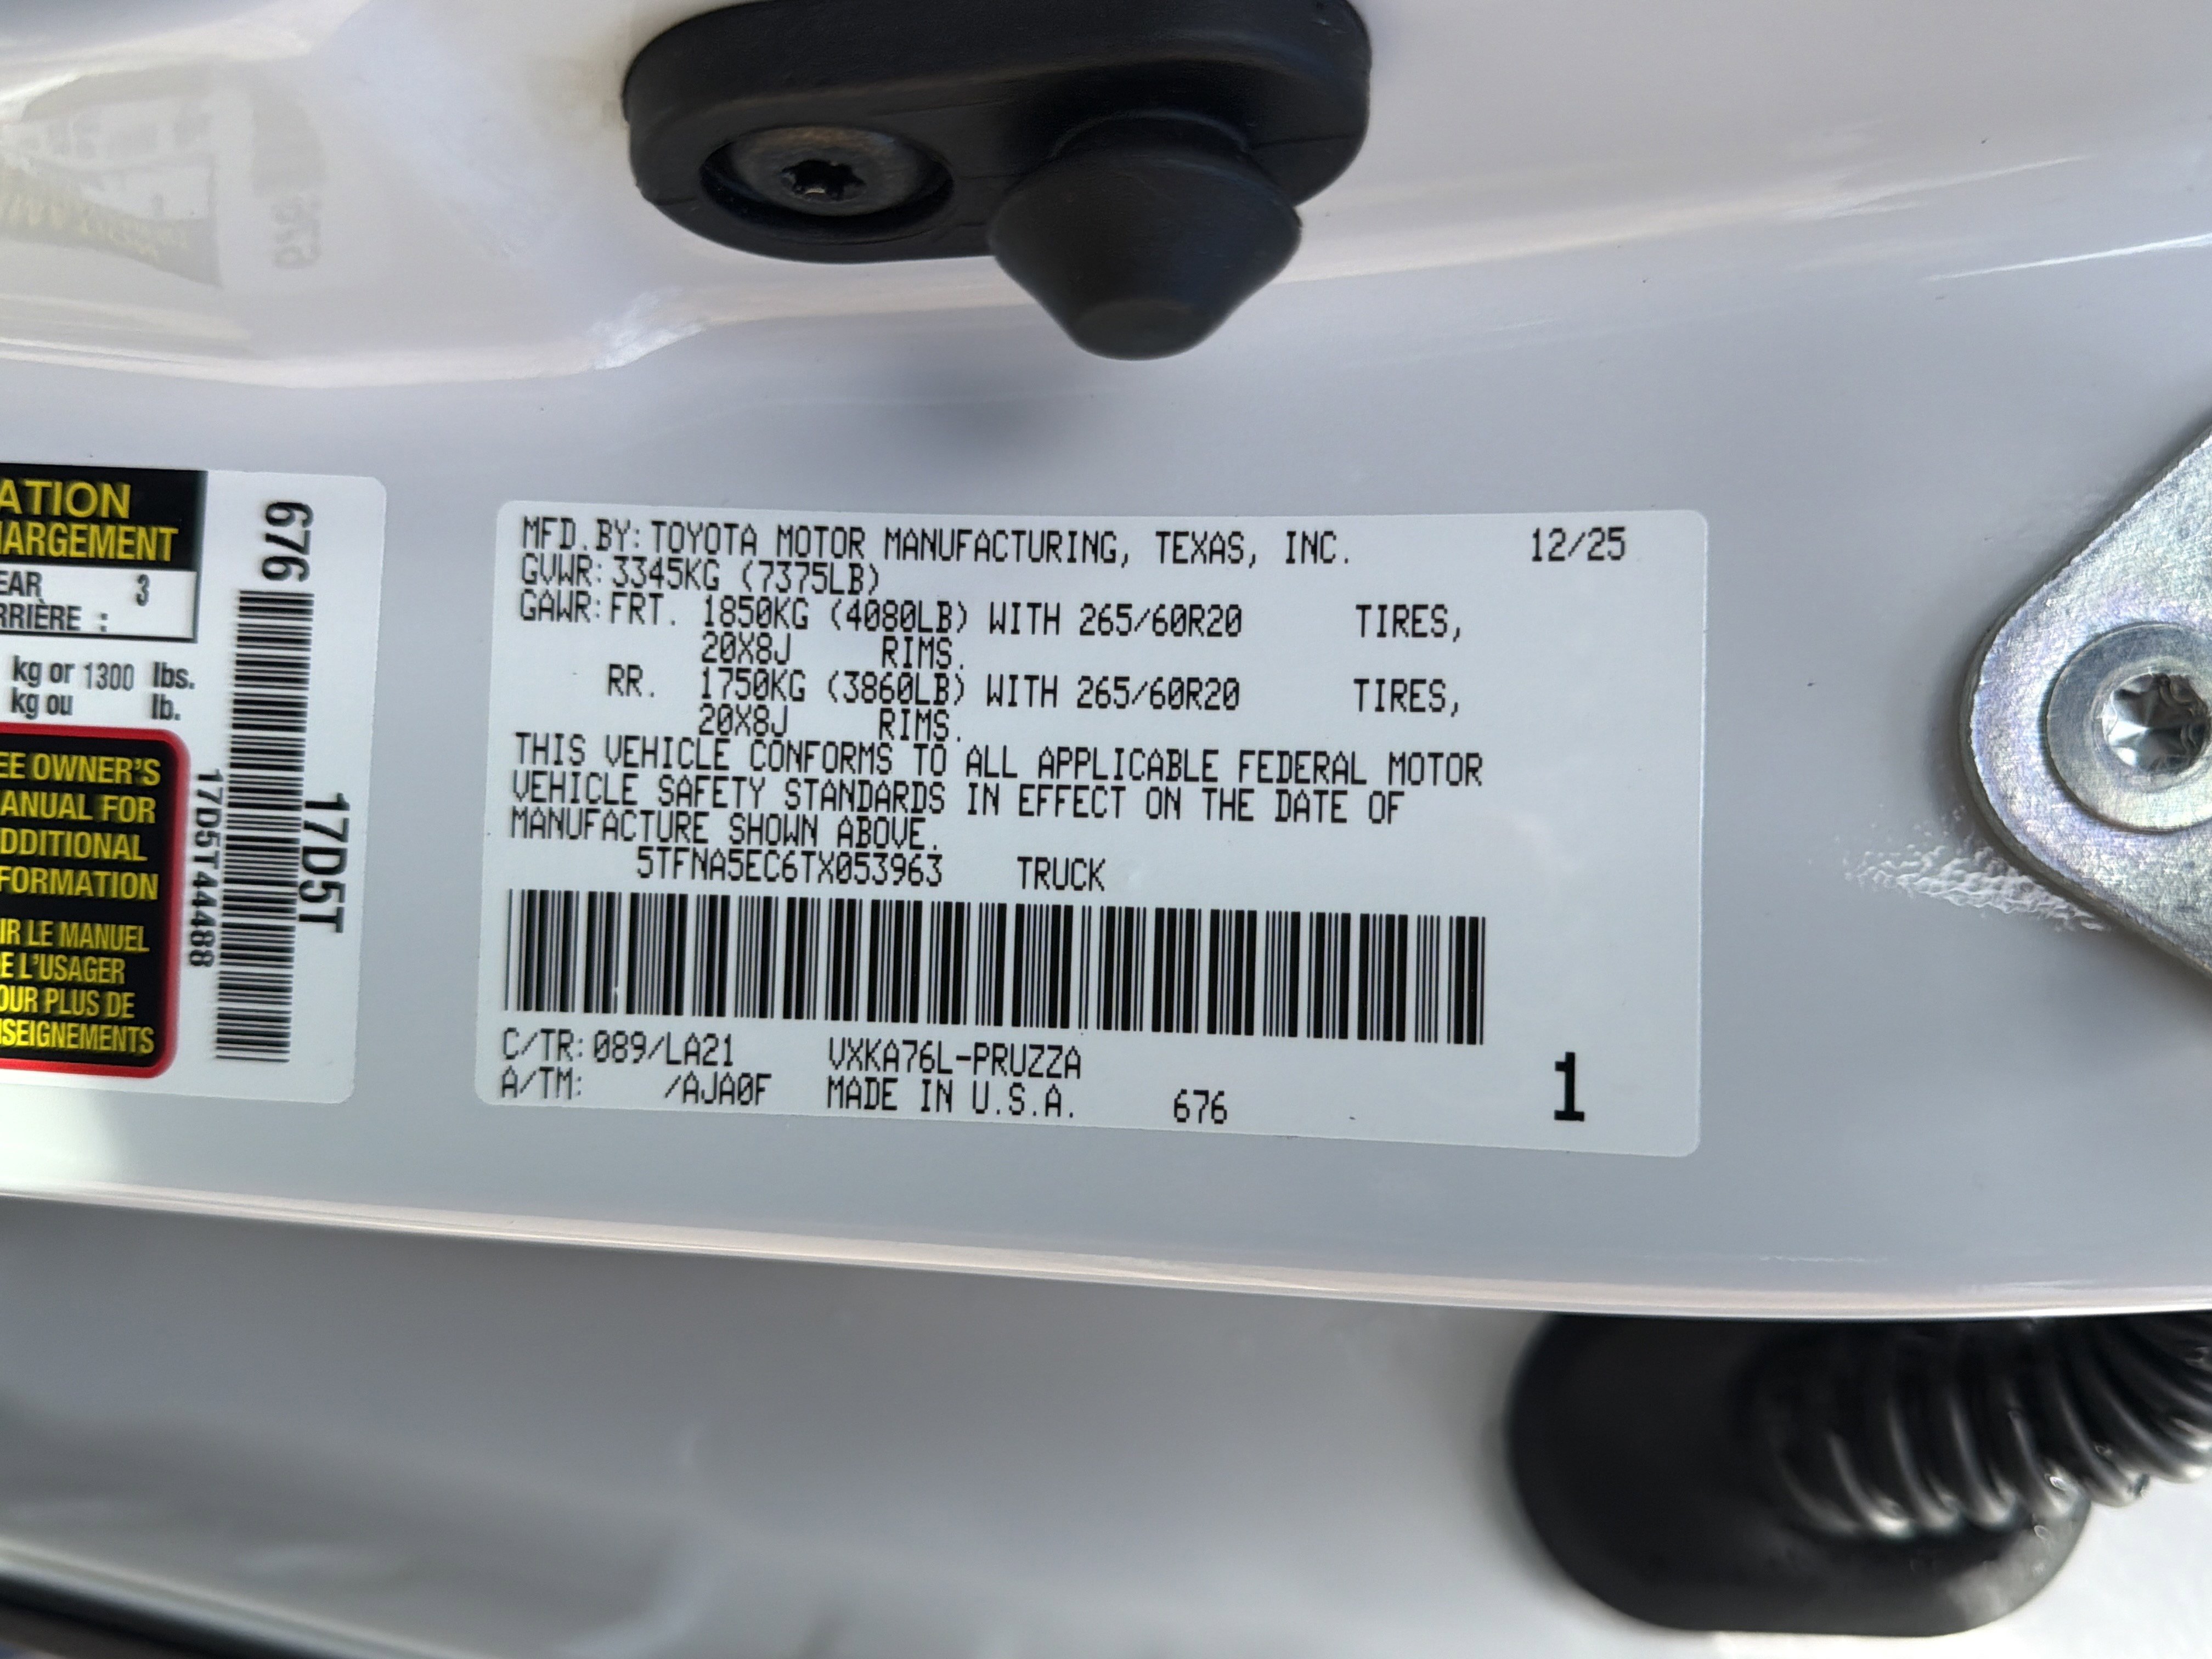 ATION
HARGEMENT
EAR 3
RRIÈRE :
kg or 1300 lbs.
kg ou lb.
EE OWNER'S
ANUAL FOR
DDITIONAL
FORMATION
IR LE MANUEL
E L'USAGER
OUR PLUS DE
NSEIGNEMENTS
676
17D5T
17D5T44488
MFD.BY:TOYOTA MOTOR MANUFACTURING, TEXAS, INC. 12/25
GVWR:3345KG (7375LB)
GAWR:FRT. 1850KG (4080LB) WITH 265/60R20 TIRES,
20X8J RIMS.
RR. 1750KG (3860LB) WITH 265/60R20 TIRES,
20X8J RIMS.
THIS VEHICLE CONFORMS TO ALL APPLICABLE FEDERAL MOTOR
VEHICLE SAFETY STANDARDS IN EFFECT ON THE DATE OF
MANUFACTURE SHOWN ABOVE.
5TFNA5EC6TX053963 TRUCK
C/TR:089/LA21 VXKA76L-PRUZZA
A/TM: /AJA0F MADE IN U.S.A. 676 1